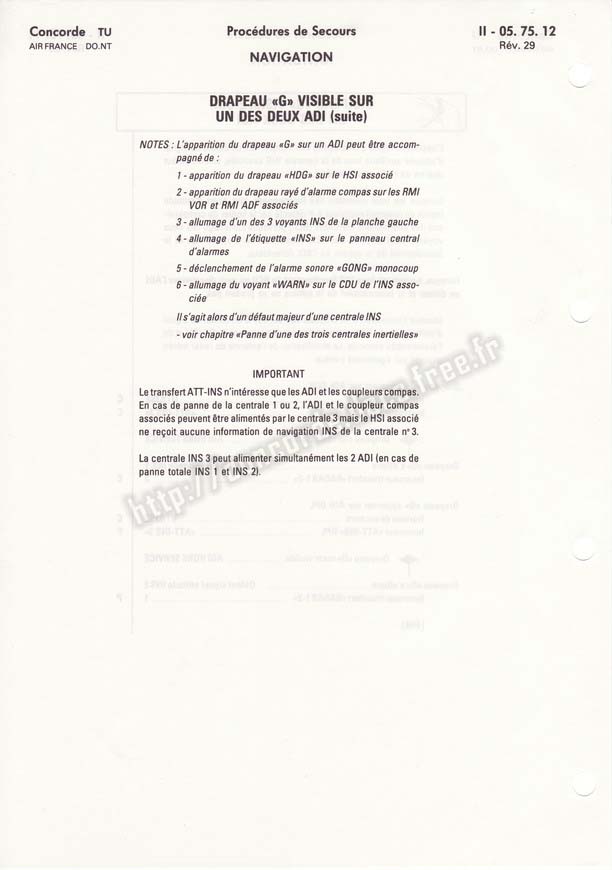 Concorde . TU
AIR FRANCE DO.NT
Procédures de Secours
NAVIGATION
II - 05. 75. 12
Rév. 29
DRAPEAU «G» VISIBLE SUR
UN DES DEUX ADI (suite)
NOTES : L'apparition du drapeau «G» sur un ADI peut être accom-
pagné de :
1 - apparition du drapeau «HDG» sur le HSI associé
2 - apparition du drapeau rayé d'alarme compas sur les RMI
VOR et RMI ADF associés
3 - allumage d'un des 3 voyants INS de la planche gauche
4 - allumage de l'étiquette «INS» sur le panneau central
d'alarmes
5 - déclenchement de l'alarme sonore «GONG» monocoup
6 - allumage du voyant «WARN» sur le CDU de l'INS asso-
ciée
Il s'agit alors d'un défaut majeur d'une centrale INS
- voir chapitre «Panne d'une des trois centrales inertielles»
IMPORTANT
Le transfert ATT-INS n'intéresse que les ADI et les coupleurs compas.
En cas de panne de la centrale 1 ou 2, l'ADI et le coupleur compas
associés peuvent être alimentés par le centrale 3 mais le HSI associé
ne reçoit aucune information de navigation INS de la centrale n° 3.
La centrale INS 3 peut alimenter simultanément les 2 ADI (en cas de
panne totale INS 1 et INS 2).